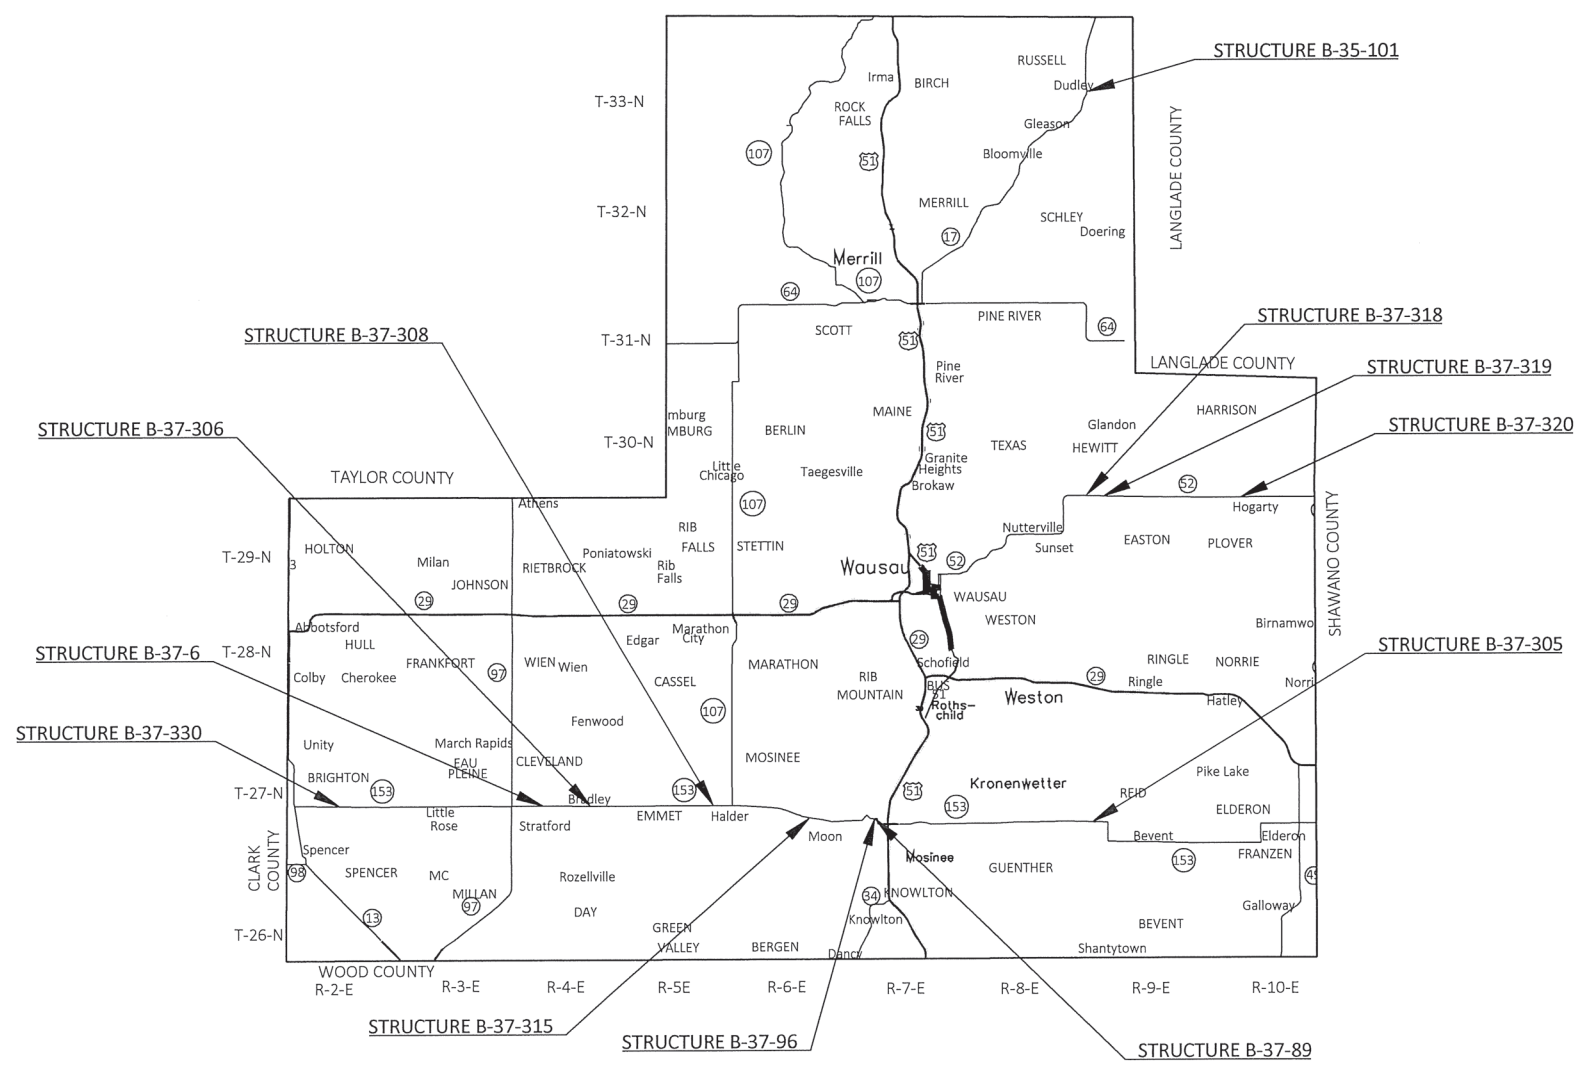 STRUCTURE B-35-101
RUSSELL
Irma
BIRCH
Dudley
T-33-N
ROCK
FALLS
Gleason
LANGLADE COUNTY
107
51
Bloomville
MERRILL
T-32-N
SCHLEY
Doering
17
Merrill
107
64
STRUCTURE B-37-318
PINE RIVER
SCOTT
64
STRUCTURE B-37-308
T-31-N
51
LANGLADE COUNTY
STRUCTURE B-37-319
Pine
River
mburg
MBURG
MAINE
HARRISON
Glandon
STRUCTURE B-37-320
STRUCTURE B-37-306
T-30-N
BERLIN
51
TEXAS
HEWITT
Granite
Heights
Little
Chicago
Taegesville
TAYLOR COUNTY
Brokaw
52
Athens
107
Hogarty
RIB
FALLS
Nutterville
SHAWANO COUNTY
HOLTON
STETTIN
Sunset
EASTON
PLOVER
T-29-N
3
Milan
Poniatowski
51
52
JOHNSON
RIETBROCK
Rib
Falls
Wausau
WAUSAU
29
29
29
WESTON
Abbotsford
Marathon
City
Birnamwo
HULL
Edgar
29
STRUCTURE B-37-305
T-28-N
STRUCTURE B-37-6
FRANKFORT
97
WIEN
Wien
MARATHON
Schofield
RINGLE
NORRIE
Colby
Cherokee
CASSEL
RIB
MOUNTAIN
BUS
51
29
Ringle
Norri
Weston
Hatley
Roths-
child
107
Fenwood
STRUCTURE B-37-330
Unity
March Rapids
EAU
PLEINE
CLEVELAND
MOSINEE
BRIGHTON
153
Pike Lake
T-27-N
Bradley
153
51
Kronenwetter
153
REID
ELDERON
Little
Rose
Stratford
EMMET
Halder
Moon
Bevent
Elderon
CLARK
COUNTY
Spencer
Mosinee
153
FRANZEN
98
SPENCER
MC
MILLAN
Rozellville
GUENTHER
34
KNOWLTON
Galloway
97
13
DAY
Knowlton
BEVENT
T-26-N
GREEN
VALLEY
BERGEN
Dancy
Shantytown
WOOD COUNTY
R-2-E
R-3-E
R-4-E
R-5E
R-6-E
R-7-E
R-8-E
R-9-E
R-10-E
STRUCTURE B-37-315
STRUCTURE B-37-96
STRUCTURE B-37-89